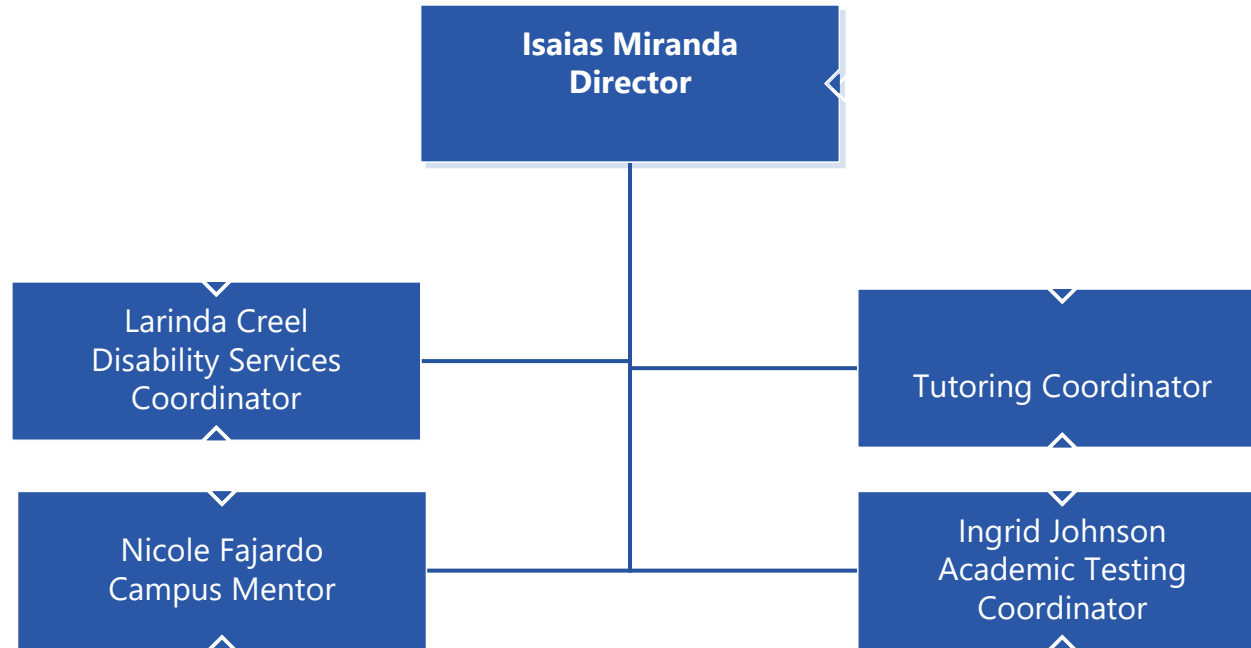 Isaias Miranda
Director
Larinda Creel
Disability Services
Coordinator
Tutoring Coordinator
Nicole Fajardo
Campus Mentor
Ingrid Johnson
Academic Testing
Coordinator